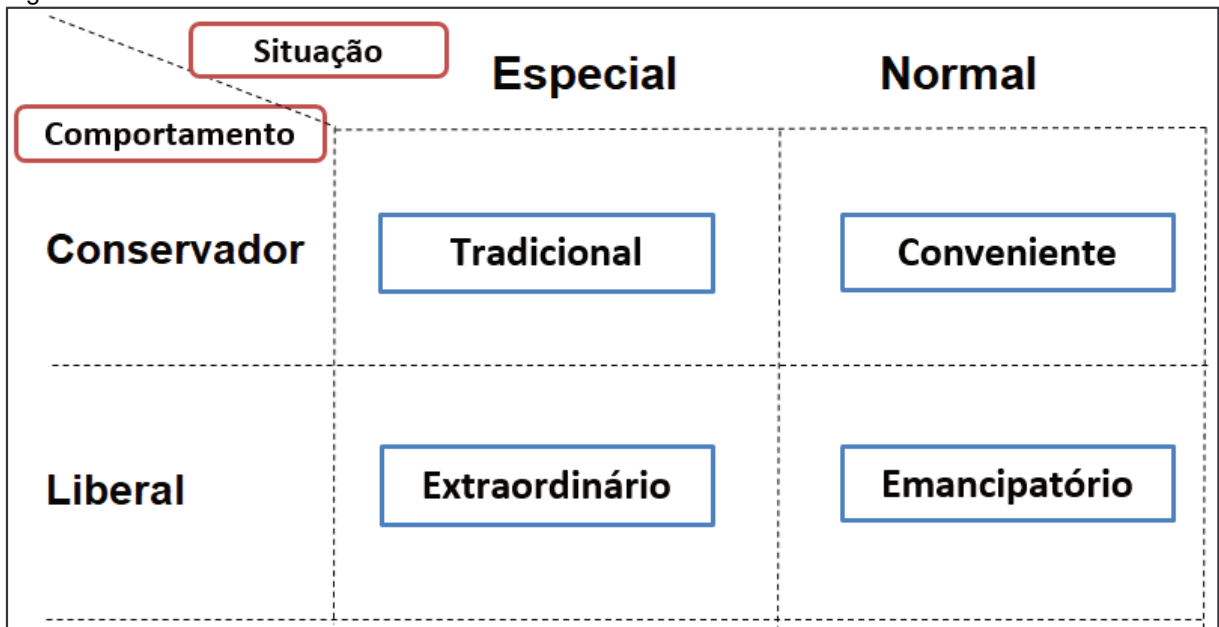 Situação
Especial Normal
Comportamento
Conservador Tradicional Conveniente
Liberal Extraordinário Emancipatório